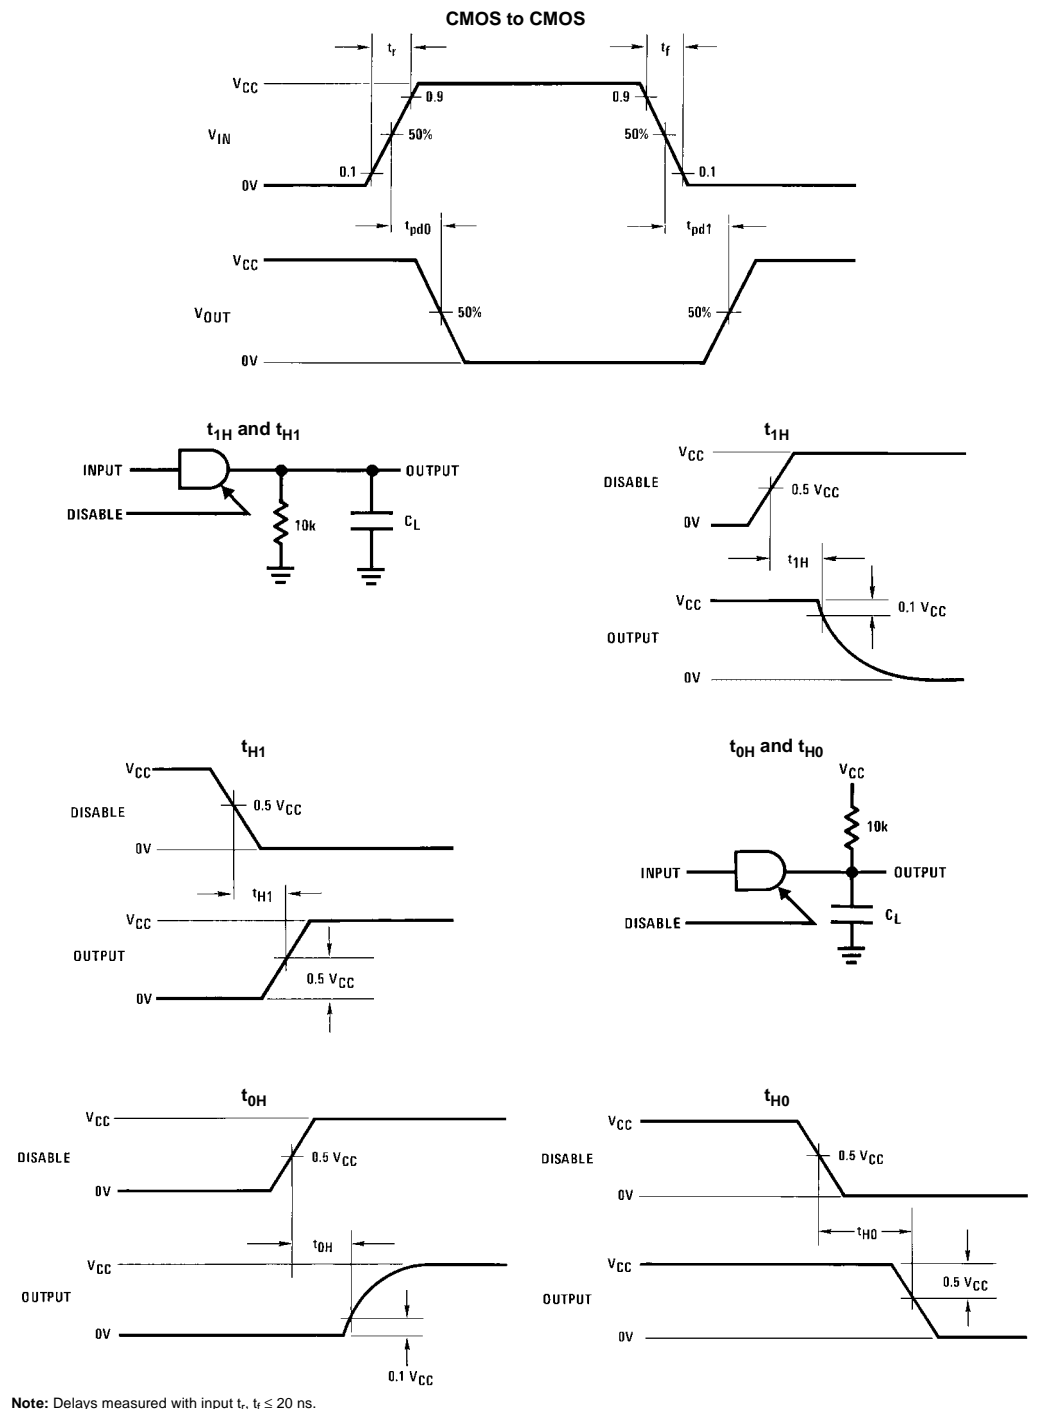 CMOS to CMOS
tr
tf
VCC
0.9
0.9
VIN
50%
50%
0.1
0.1
0V
tpd0
tpd1
VCC
VOUT
50%
50%
0V
t1H and tH1
INPUT
OUTPUT
DISABLE
10k
CL
t1H
VCC
DISABLE
0.5 VCC
0V
t1H
VCC
0.1 VCC
OUTPUT
0V
tH1
VCC
DISABLE
0.5 VCC
0V
tH1
VCC
OUTPUT
0.5 VCC
0V
t0H and tH0
VCC
10k
INPUT
OUTPUT
DISABLE
CL
t0H
VCC
DISABLE
0.5 VCC
0V
t0H
VCC
OUTPUT
0V
0.1 VCC
tH0
VCC
DISABLE
0.5 VCC
0V
tH0
VCC
0.5 VCC
OUTPUT
0V
Note: Delays measured with input tr, tf ≤ 20 ns.